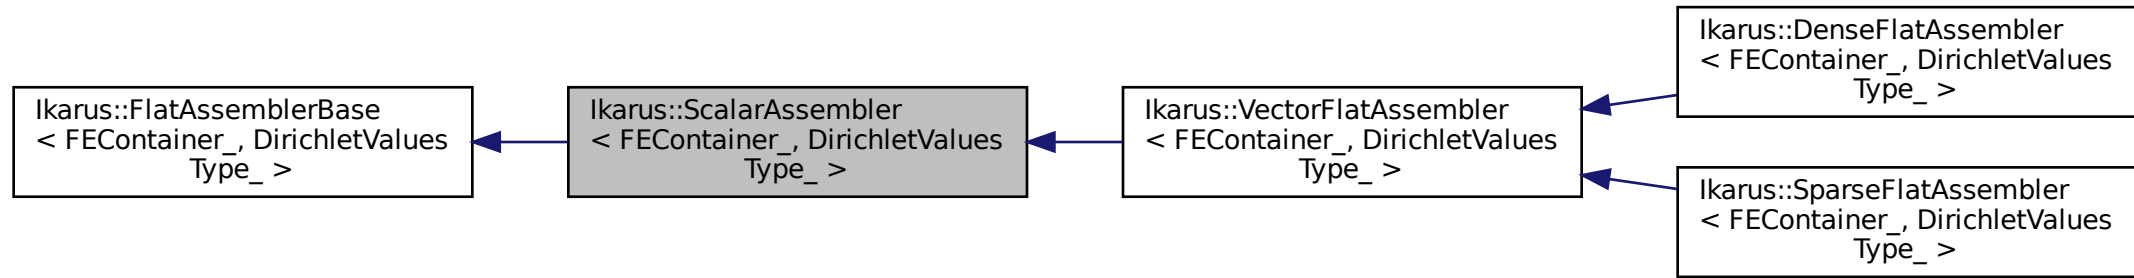 Ikarus::FlatAssemblerBase
< FEContainer_, DirichletValues
Type_ >
Ikarus::ScalarAssembler
< FEContainer_, DirichletValues
Type_ >
Ikarus::VectorFlatAssembler
< FEContainer_, DirichletValues
Type_ >
Ikarus::DenseFlatAssembler
< FEContainer_, DirichletValues
Type_ >
Ikarus::SparseFlatAssembler
< FEContainer_, DirichletValues
Type_ >